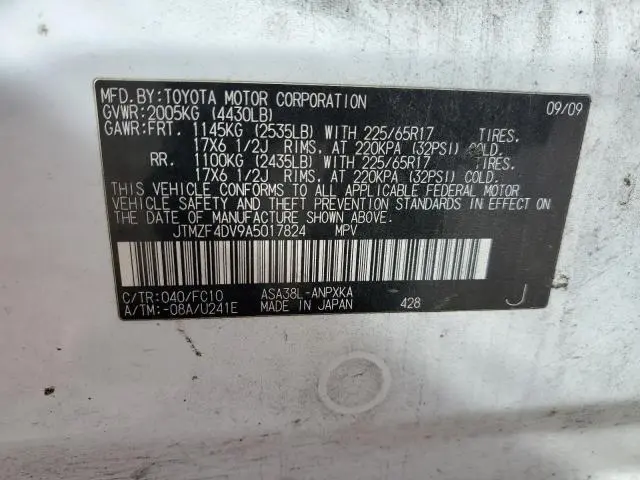 MFD. BY: TOYOTA MOTOR CORPORATION 09/09
GVWR: 2005KG (4430LB)
GAWR: FRT. 1145KG (2535LB) WITH 225/65R17 TIRES.
17X6 1/2J RIMS. AT 220KPA (32PSI) COLD.
RR. 1100KG (2435LB) WITH 225/65R17 TIRES.
17X6 1/2J RIMS. AT 220KPA (32PSI) COLD.
THIS VEHICLE CONFORMS TO ALL APPLICABLE FEDERAL MOTOR
VEHICLE SAFETY AND THEFT PREVENTION STANDARDS IN EFFECT ON
THE DATE OF MANUFACTURE SHOWN ABOVE.
JTMZF4DV9A5017824 MPV
C/TR: 040/FC10 ASA38L-ANPXKA
A/TM: -08A/U241E MADE IN JAPAN 428 J